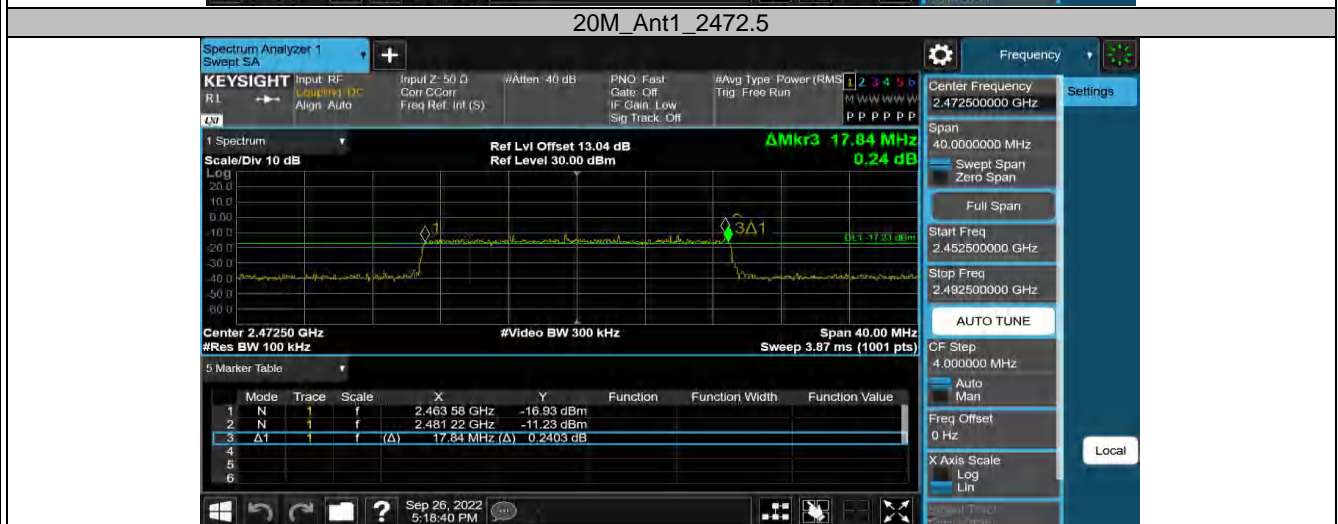 20M_Ant1_2472.5
Spectrum Analyzer 1
Swept SA
Frequency
KEYSIGHT
Input: RF
Coupling: DC
Align: Auto
RL
LXI
Input Z: 50 Ω
Corr CCorr
Freq Ref: Int (S)
#Atten: 40 dB
PNO: Fast
Gate: Off
IF Gain: Low
Sig Track: Off
#Avg Type: Power (RMS
Trig: Free Run
1 2 3 4 5 6
M W W W W W
P P P P P P
Center Frequency
2.472500000 GHz
Settings
1 Spectrum
Scale/Div 10 dB
Ref Lvl Offset 13.04 dB
Ref Level 30.00 dBm
ΔMkr3 17.84 MHz
0.24 dB
Span
40.0000000 MHz
Swept Span
Zero Span
Full Span
Start Freq
2.452500000 GHz
Stop Freq
2.492500000 GHz
AUTO TUNE
CF Step
4.000000 MHz
Auto
Man
Freq Offset
0 Hz
X Axis Scale
Log
Lin
Local
Log
20.0
10.0
0.00
-10.0
-20.0
-30.0
-40.0
-50.0
-60.0
1
3Δ1
DL1 -17.23 dBm
Center 2.47250 GHz
#Video BW 300 kHz
Span 40.00 MHz
#Res BW 100 kHz
Sweep 3.87 ms (1001 pts)
5 Marker Table
Mode Trace Scale X Y Function Function Width Function Value
1 N 1 f 2.463 58 GHz -16.93 dBm
2 N 1 f 2.481 22 GHz -11.23 dBm
3 Δ1 1 f (Δ) 17.84 MHz (Δ) 0.2403 dB
4
5
6
?
Sep 26, 2022
5:18:40 PM